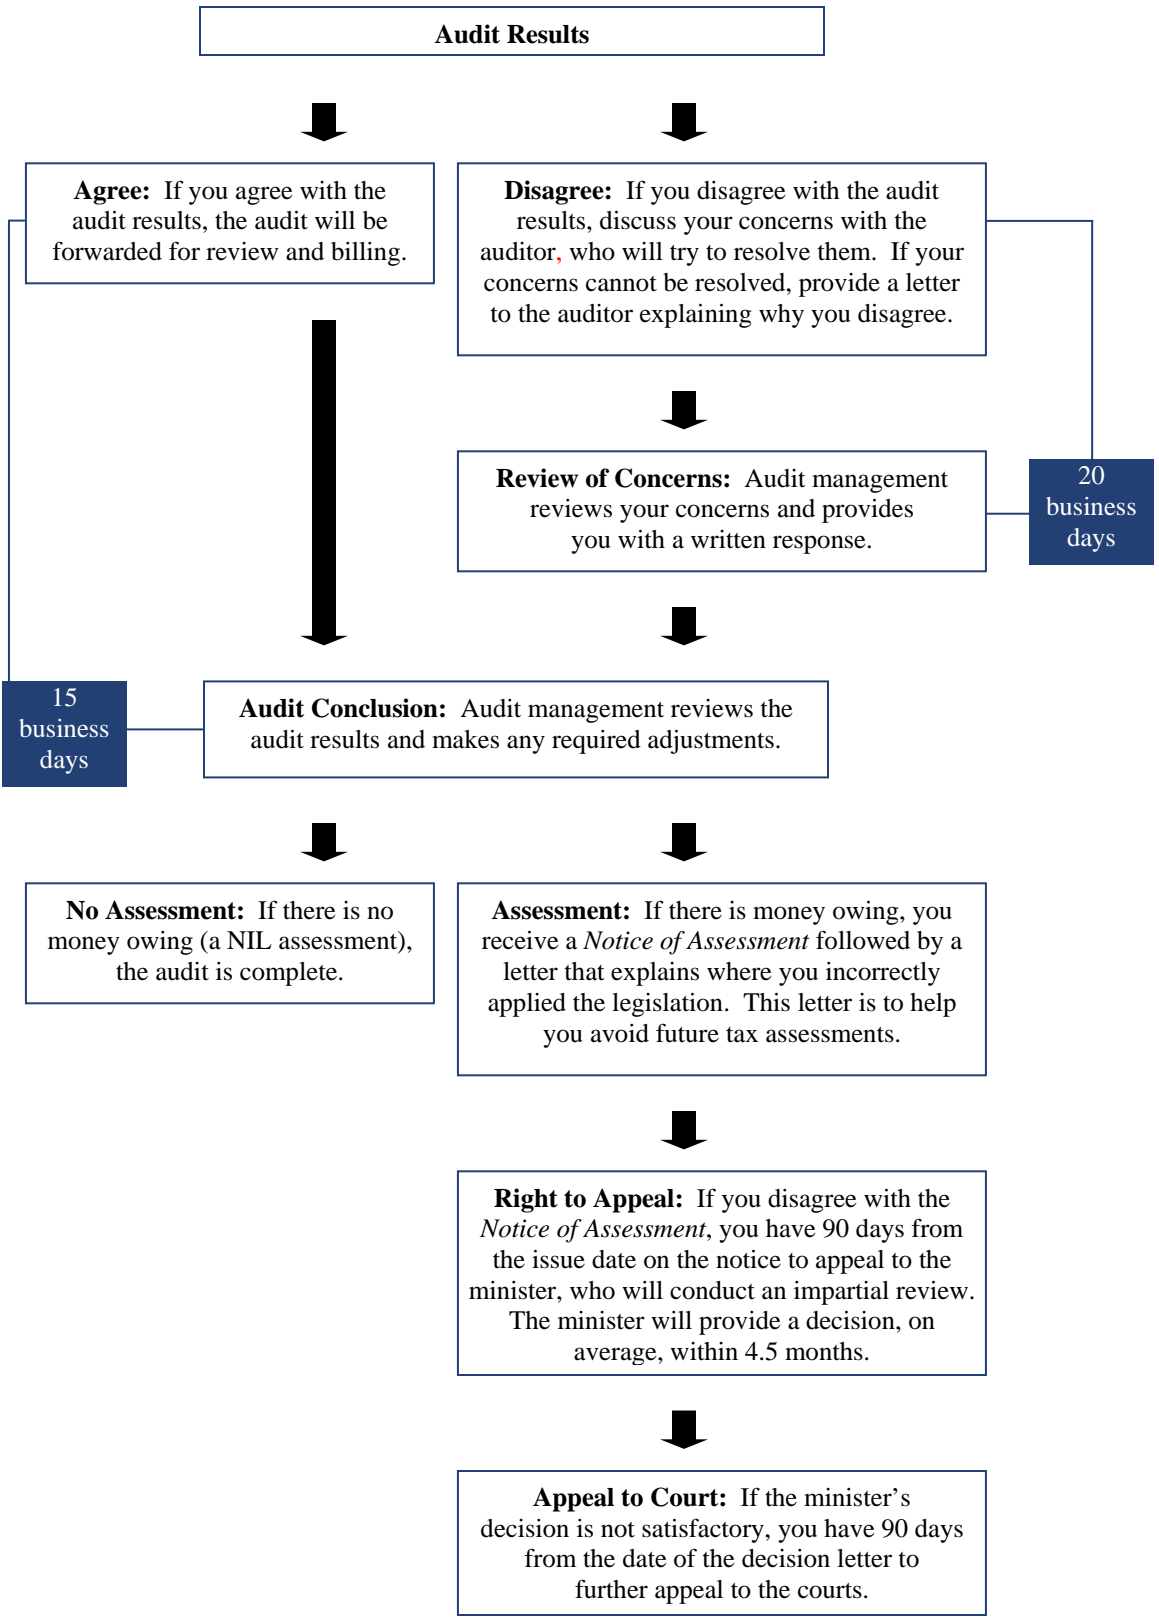 Audit Results
Agree: If you agree with the
audit results, the audit will be
forwarded for review and billing.
Disagree: If you disagree with the audit
results, discuss your concerns with the
auditor, who will try to resolve them. If your
concerns cannot be resolved, provide a letter
to the auditor explaining why you disagree.
Review of Concerns: Audit management
reviews your concerns and provides
you with a written response.
20
business
days
15
business
days
Audit Conclusion: Audit management reviews the
audit results and makes any required adjustments.
No Assessment: If there is no
money owing (a NIL assessment),
the audit is complete.
Assessment: If there is money owing, you
receive a Notice of Assessment followed by a
letter that explains where you incorrectly
applied the legislation. This letter is to help
you avoid future tax assessments.
Right to Appeal: If you disagree with the
Notice of Assessment, you have 90 days from
the issue date on the notice to appeal to the
minister, who will conduct an impartial review.
The minister will provide a decision, on
average, within 4.5 months.
Appeal to Court: If the minister’s
decision is not satisfactory, you have 90 days
from the date of the decision letter to
further appeal to the courts.